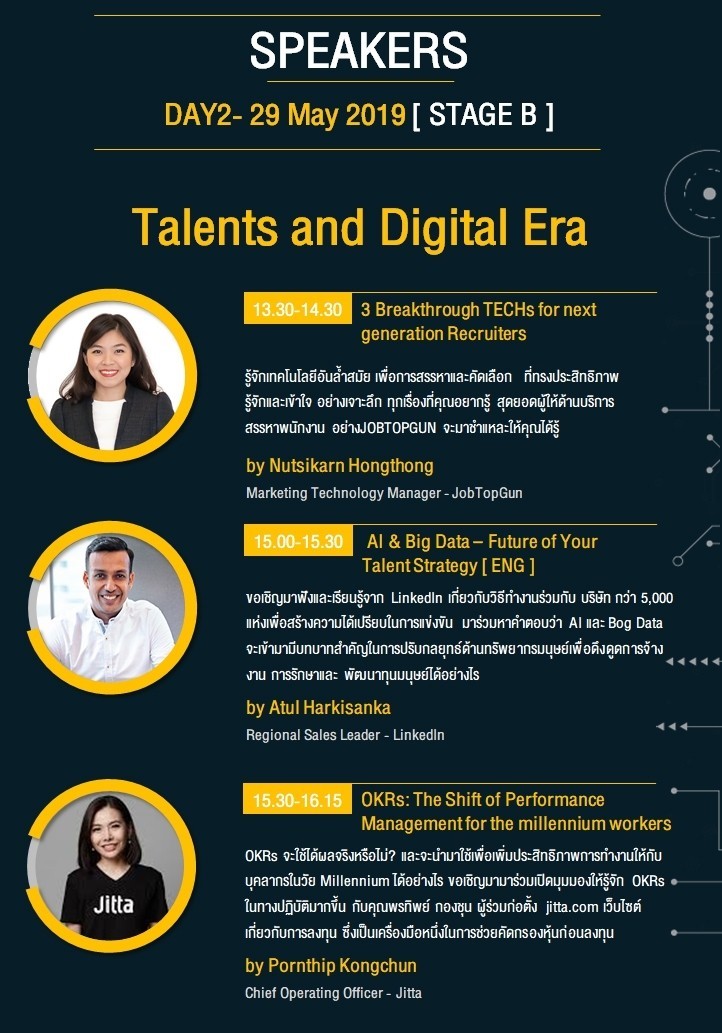 SPEAKERS
DAY2- 29 May 2019 [ STAGE B ]
Talents and Digital Era
13.30-14.30 3 Breakthrough TECHs for next
generation Recruiters
รู้จักเทคโนโลยีอันล้ำสมัย เพื่อการสรรหาและคัดเลือก ที่ทรงประสิทธิภาพ
รู้จักและเข้าใจ อย่างเจาะลึก ทุกเรื่องที่คุณอยากรู้ สุดยอดผู้ให้ด้านบริการ
สรรหาพนักงาน อย่างJOBTOPGUN จะมาชำแหละให้คุณได้รู้
by Nutsikarn Hongthong
Marketing Technology Manager - JobTopGun
15.00-15.30 AI & Big Data – Future of Your
Talent Strategy [ ENG ]
ขอเชิญมาฟังและเรียนรู้จาก LinkedIn เกี่ยวกับวิธีทำงานร่วมกับ บริษัท กว่า 5,000
แห่งเพื่อสร้างความได้เปรียบในการแข่งขัน มาร่วมหาคำตอบว่า AI และ Bog Data
จะเข้ามามีบทบาทสำคัญในการปรับกลยุทธ์ด้านทรัพยากรมนุษย์เพื่อดึงดูดการจ้าง
งาน การรักษาและ พัฒนาทุนมนุษย์ได้อย่างไร
by Atul Harkisanka
Regional Sales Leader - LinkedIn
15.30-16.15 OKRs: The Shift of Performance
Management for the millennium workers
OKRs จะใช้ได้ผลจริงหรือไม่? และจะนำมาใช้เพื่อเพิ่มประสิทธิภาพการทำงานให้กับ
บุคลากรในวัย Millennium ได้อย่างไร ขอเชิญมามาร่วมเปิดมุมมองให้รู้จัก OKRs
ในทางปฏิบัติมากขึ้น กับคุณพรทิพย์ กองชุน ผู้ร่วมก่อตั้ง jitta.com เว็บไซต์
เกี่ยวกับการลงทุน ซึ่งเป็นเครื่องมือหนึ่งในการช่วยคัดกรองหุ้นก่อนลงทุน
Jitta
by Pornthip Kongchun
Chief Operating Officer - Jitta